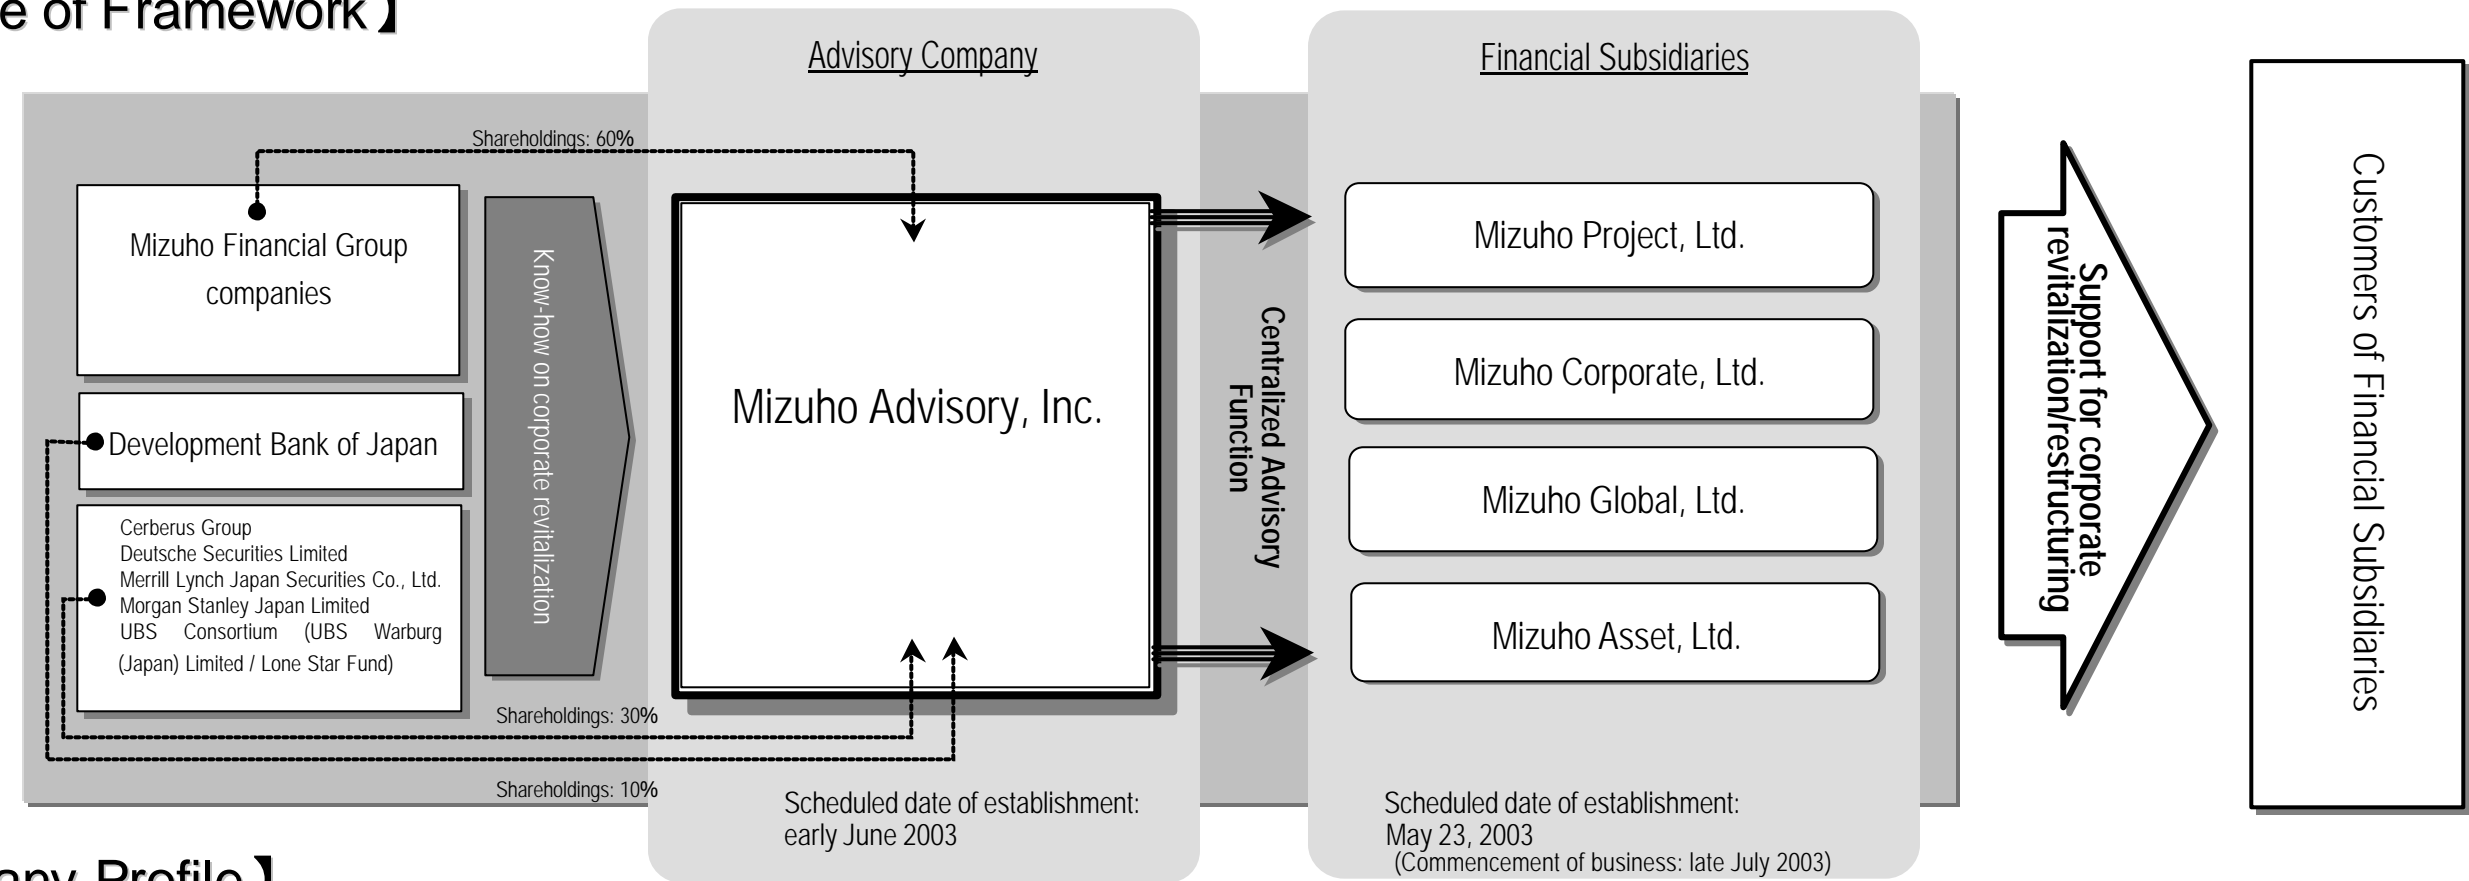 e of Framework】
Advisory Company
Financial Subsidiaries
Shareholdings: 60%
Mizuho Financial Group
companies
Development Bank of Japan
Cerberus Group
Deutsche Securities Limited
Merrill Lynch Japan Securities Co., Ltd.
Morgan Stanley Japan Limited
UBS Consortium (UBS Warburg
(Japan) Limited / Lone Star Fund)
Know-how on corporate revitalization
Mizuho Advisory, Inc.
Centralized Advisory
Function
Mizuho Project, Ltd.
Mizuho Corporate, Ltd.
Mizuho Global, Ltd.
Mizuho Asset, Ltd.
Support for corporate
revitalization/restructuring
Customers of Financial Subsidiaries
Shareholdings: 30%
Shareholdings: 10%
Scheduled date of establishment:
early June 2003
Scheduled date of establishment:
May 23, 2003
(Commencement of business: late July 2003)
any Profile】